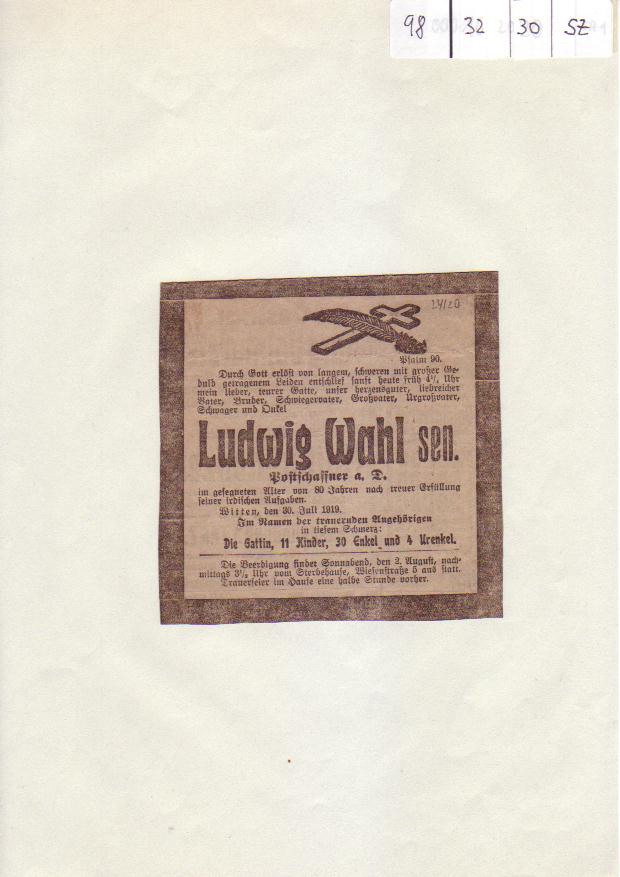 98 32 30 SZ
24/20
Psalm 90.
Durch Gott erlöst von langem, schweren mit großer Ge-
duld getragenem Leiden entschlief sanft heute früh 4½ Uhr
mein lieber, teurer Gatte, unser herzensguter, liebreicher
Vater, Bruder, Schwiegervater, Großvater, Urgroßvater,
Schwager und Onkel
Ludwig Wahl sen.
Postschaffner a. D.
im gesegneten Alter von 80 Jahren nach treuer Erfüllung
seiner irdischen Aufgaben.
Witten, den 30. Juli 1919.
Im Namen der trauernden Angehörigen
in tiefem Schmerz:
Die Gattin, 11 Kinder, 30 Enkel und 4 Urenkel.
Die Beerdigung findet Sonnabend, den 2. August, nach-
mittags 3½ Uhr vom Sterbehause, Wiesenstraße 5 aus statt.
Trauerfeier im Hause eine halbe Stunde vorher.